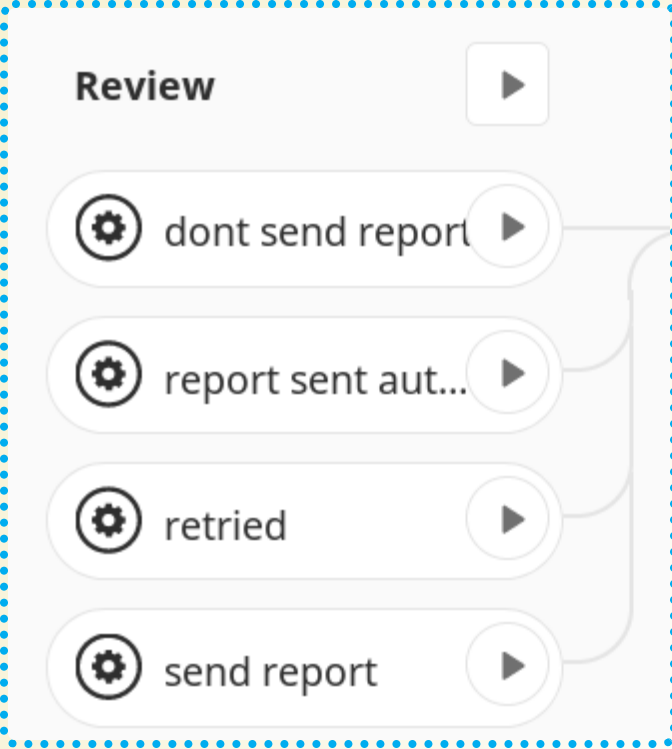 Review
dont send report
report sent aut...
retried
send report